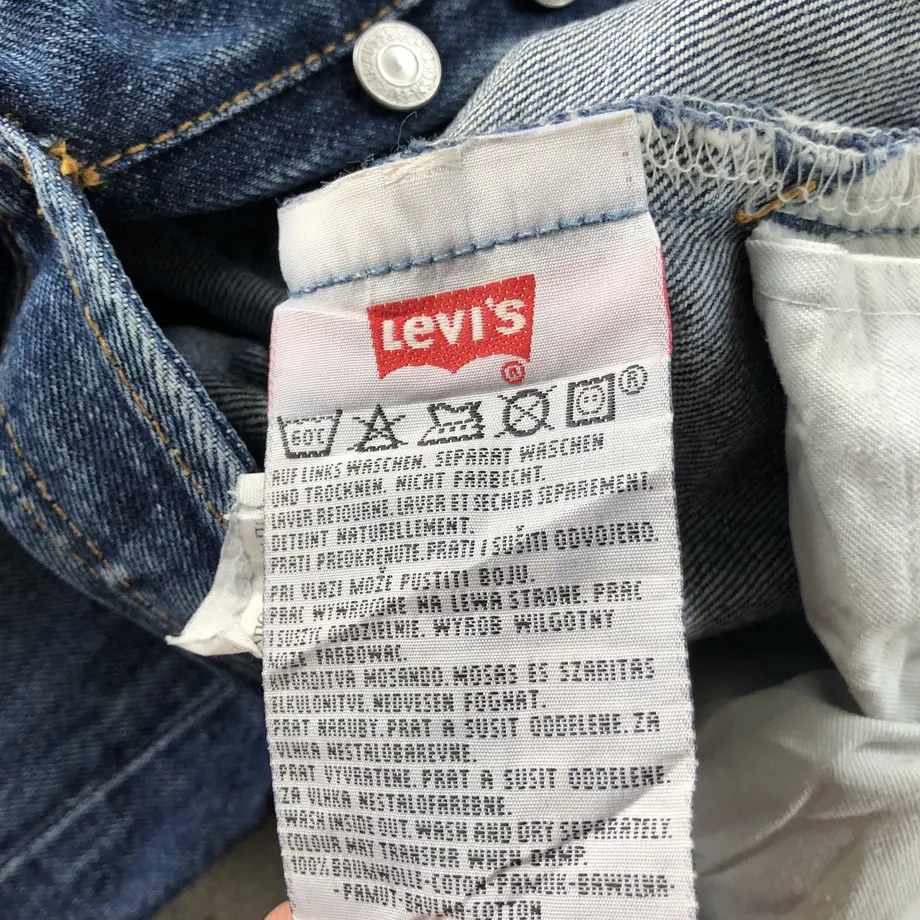 LEVI'S
®
60C ®
AUF LINKS WASCHEN. SEPARAT WASCHEN
UND TROCKNEN. NICHT FARBECHT.
LAVER RETOURNE. LAVER ET SECHER SEPAREMENT.
DETEINT NATURELLEMENT.
PRATI PREOKRENUTE. PRATI I SUŠITI ODVOJENO.
PRI VLAZI MOŽE PUSTITI BOJU.
PRAC WYWROCONE NA LEWA STRONE. PRAC
I SUSZYC ODDZIELNIE. WYROB WILGOTNY
MOZE FARBOWAC.
KIFORDITVA MOSANDO. MOSAS ES SZARITAS
ELKULONITVE. NEDVESEN FOGHAT.
PRAT NARUBY. PRAT A SUSIT ODDELENE. ZA
VLHKA NESTALOBAREVNE.
PRAT VYVRATENE. PRAT A SUSIT ODDELENE.
ZA VLHKA NESTALOFAREBNE.
WASH INSIDE OUT. WASH AND DRY SEPARATELY.
COLOUR MAY TRANSFER WHEN DAMP.
100% BAUMWOLLE-COTON-PAMUK-BAWELNA-
-PAMUT-BAVLNA-COTTON